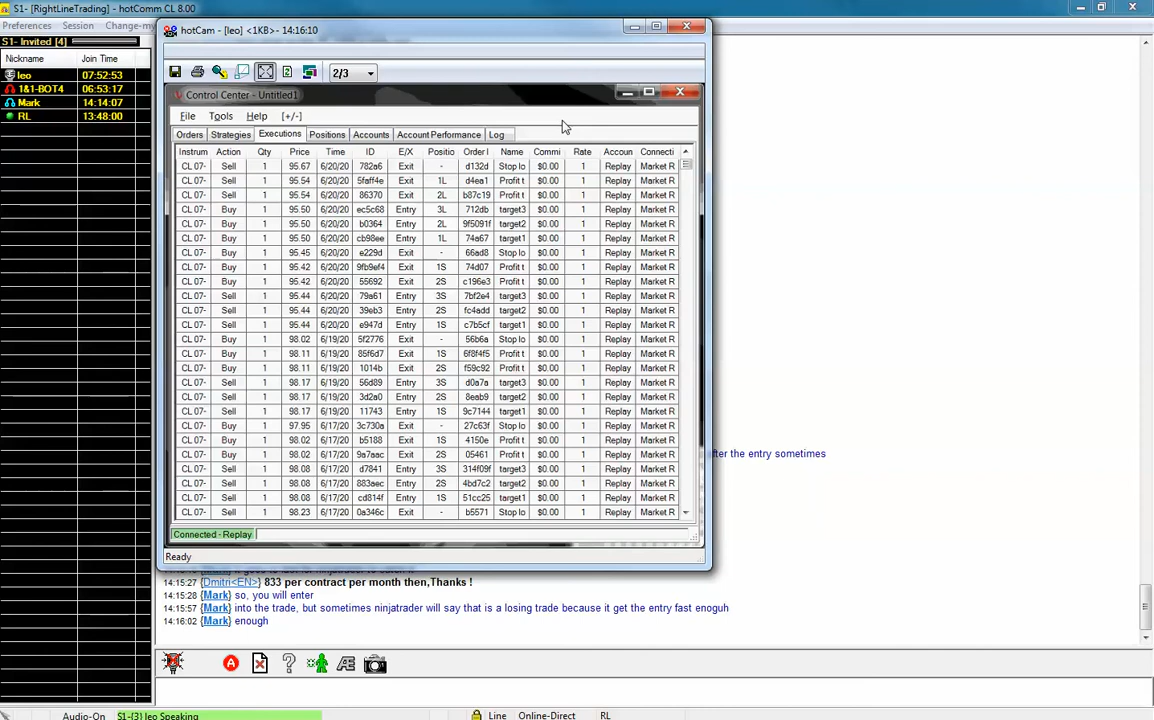 S1- [RightLineTrading] - hotComm CL 8.00
Preferences Session Change-my
S1- Invited [4]
Nickname Join Time
leo 07:52:53
1&1-BOT4 06:53:17
Mark 14:14:07
RL 13:48:00
hotCam - [leo] <1KB>- 14:16:10
2/3
Control Center - Untitled1
File Tools Help [+/-]
Orders Strategies Executions Positions Accounts Account Performance Log
Instrum Action Qty Price Time ID E/X Positio Order I Name Commi Rate Accoun Connecti
CL 07- Sell 1 95.67 6/20/20 782a6 Exit - d132d Stop lo $0.00 1 Replay Market R
CL 07- Sell 1 95.54 6/20/20 5faff4e Exit 1L d4ea1 Profit t $0.00 1 Replay Market R
CL 07- Sell 1 95.54 6/20/20 86370 Exit 2L b87c19 Profit t $0.00 1 Replay Market R
CL 07- Buy 1 95.50 6/20/20 ec5c68 Entry 3L 712db target3 $0.00 1 Replay Market R
CL 07- Buy 1 95.50 6/20/20 b0364 Entry 2L 9f5091f target2 $0.00 1 Replay Market R
CL 07- Buy 1 95.50 6/20/20 cb98ee Entry 1L 74a67 target1 $0.00 1 Replay Market R
CL 07- Buy 1 95.45 6/20/20 e229d Exit - 66ad8 Stop lo $0.00 1 Replay Market R
CL 07- Buy 1 95.42 6/20/20 9fb9ef4 Exit 1S 74d07 Profit t $0.00 1 Replay Market R
CL 07- Buy 1 95.42 6/20/20 55692 Exit 2S c196e3 Profit t $0.00 1 Replay Market R
CL 07- Sell 1 95.44 6/20/20 79a61 Entry 3S 7bf2e4 target3 $0.00 1 Replay Market R
CL 07- Sell 1 95.44 6/20/20 39eb3 Entry 2S fc4add target2 $0.00 1 Replay Market R
CL 07- Sell 1 95.44 6/20/20 e947d Entry 1S c7b5cf target1 $0.00 1 Replay Market R
CL 07- Buy 1 98.02 6/19/20 5f2776 Exit - 56b6a Stop lo $0.00 1 Replay Market R
CL 07- Buy 1 98.11 6/19/20 85f6d7 Exit 1S 6f8f4f5 Profit t $0.00 1 Replay Market R
CL 07- Buy 1 98.11 6/19/20 1014b Exit 2S f59c92 Profit t $0.00 1 Replay Market R
CL 07- Sell 1 98.17 6/19/20 56d89 Entry 3S d0a7a target3 $0.00 1 Replay Market R
CL 07- Sell 1 98.17 6/19/20 3d2a0 Entry 2S 8eab9 target2 $0.00 1 Replay Market R
CL 07- Sell 1 98.17 6/19/20 11743 Entry 1S 9c7144 target1 $0.00 1 Replay Market R
CL 07- Buy 1 97.95 6/17/20 3c730a Exit - 27c63f Stop lo $0.00 1 Replay Market R
CL 07- Buy 1 98.02 6/17/20 b5188 Exit 1S 4150e Profit t $0.00 1 Replay Market R
CL 07- Buy 1 98.02 6/17/20 9a7aac Exit 2S 05461 Profit t $0.00 1 Replay Market R
CL 07- Sell 1 98.08 6/17/20 d7841 Entry 3S 314f09f target3 $0.00 1 Replay Market R
CL 07- Sell 1 98.08 6/17/20 883aec Entry 2S 4bd7c2 target2 $0.00 1 Replay Market R
CL 07- Sell 1 98.08 6/17/20 cd814f Entry 1S 51cc25 target1 $0.00 1 Replay Market R
CL 07- Sell 1 98.23 6/17/20 0a346c Exit - b5571 Stop lo $0.00 1 Replay Market R
Connected - Replay
Ready
fter the entry sometimes
14:15:27 {Dmitri<EN>} 833 per contract per month then,Thanks !
14:15:28 {Mark} so, you will enter
14:15:57 {Mark} into the trade, but sometimes ninjatrader will say that is a losing trade because it get the entry fast enoguh
14:16:02 {Mark} enough
Audio-On S1-(3) leo Speaking Line Online-Direct RL